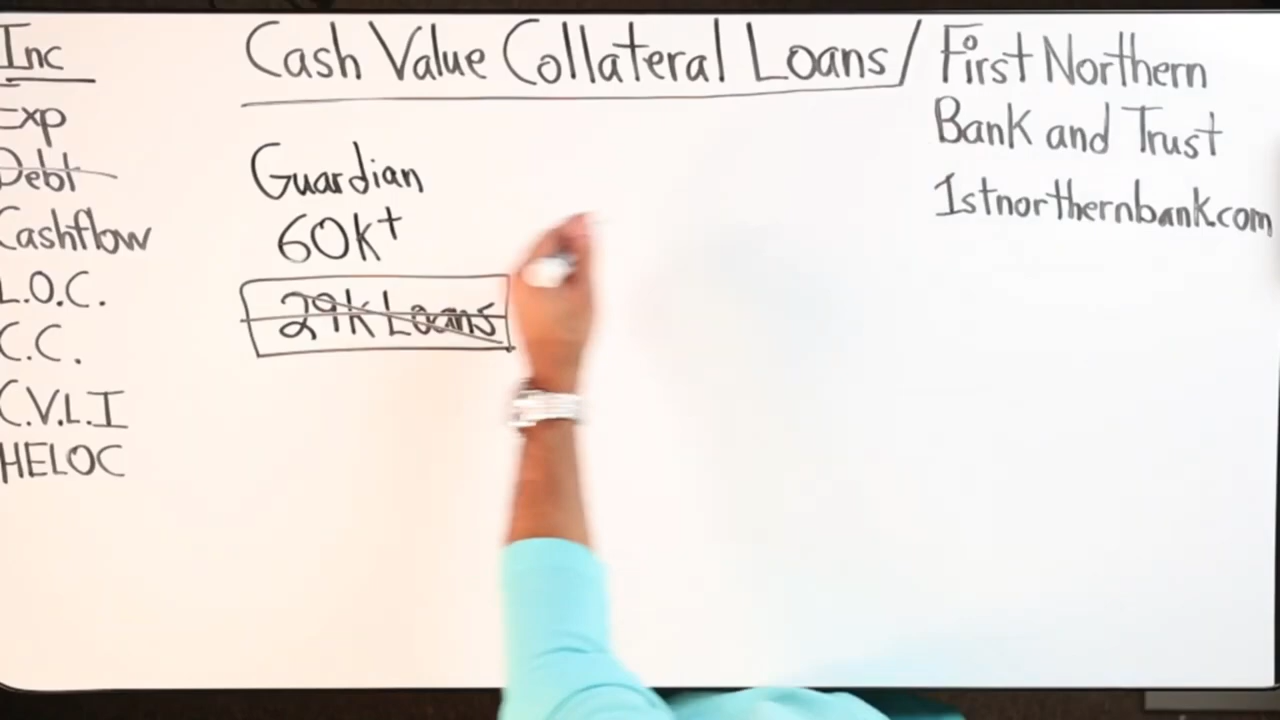 Inc
Exp
Debt
Cashflow
L.O.C.
C.C.
C.V.L.I
HELOC
Cash Value Collateral Loans/
Guardian
60k+
29k Loans
First Northern
Bank and Trust
1stnorthernbank.com